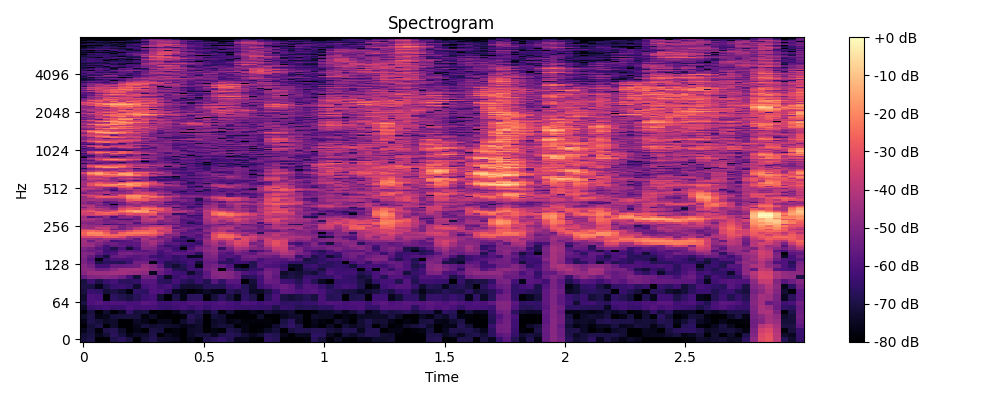 Spectrogram
Hz
4096
2048
1024
512
256
128
64
0
0
0.5
1
1.5
2
2.5
Time
+0 dB
-10 dB
-20 dB
-30 dB
-40 dB
-50 dB
-60 dB
-70 dB
-80 dB